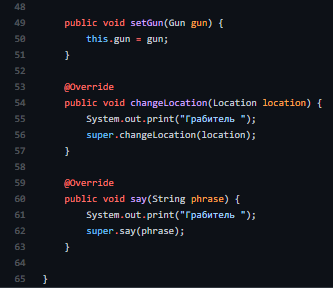 48
49 public void setGun(Gun gun) {
50 this.gun = gun;
51 }
52
53 @Override
54 public void changeLocation(Location location) {
55 System.out.print("Грабитель ");
56 super.changeLocation(location);
57 }
58
59 @Override
60 public void say(String phrase) {
61 System.out.print("Грабитель ");
62 super.say(phrase);
63 }
64
65 }